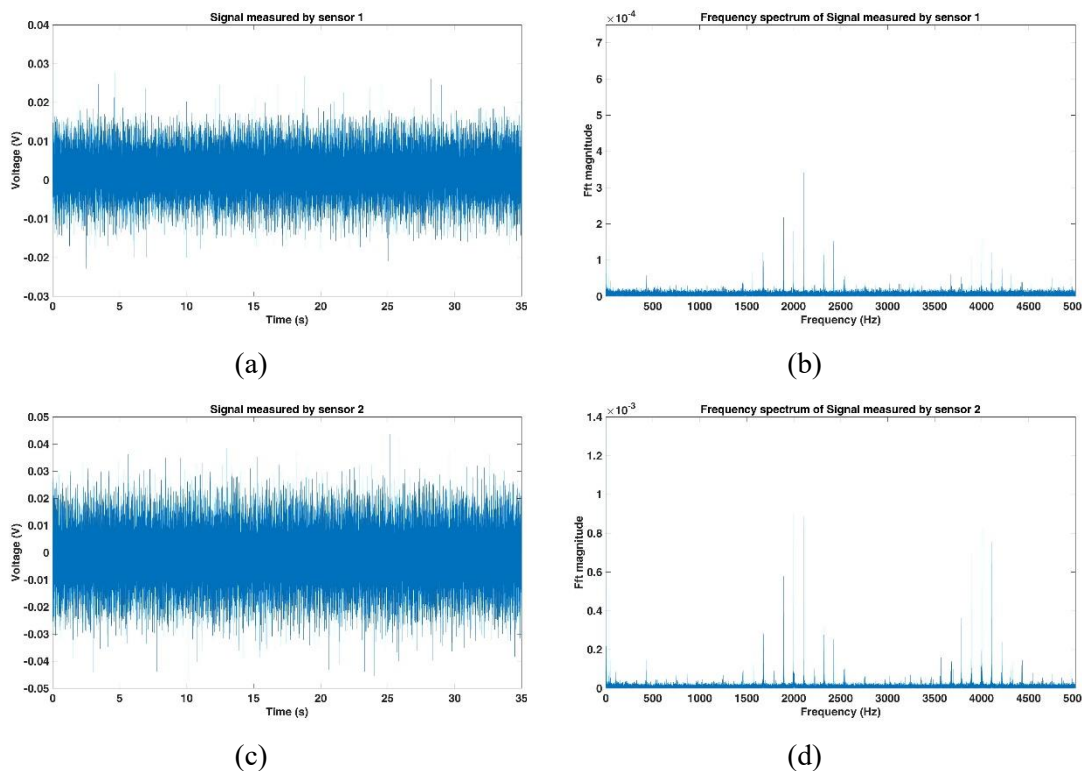 Signal measured by sensor 1
0.04
0.03
0.02
0.01
0
-0.01
-0.02
-0.03
Voltage (V)
0 5 10 15 20 25 30 35
Time (s)
(a)
Frequency spectrum of Signal measured by sensor 1
×10-4
7
6
5
4
3
2
1
0
Fft magnitude
500 1000 1500 2000 2500 3000 3500 4000 4500 5000
Frequency (Hz)
(b)
Signal measured by sensor 2
0.05
0.04
0.03
0.02
0.01
0
-0.01
-0.02
-0.03
-0.04
-0.05
Voltage (V)
0 5 10 15 20 25 30 35
Time (s)
(c)
Frequency spectrum of Signal measured by sensor 2
×10-3
1.4
1.2
1
0.8
0.6
0.4
0.2
0
Fft magnitude
0 500 1000 1500 2000 2500 3000 3500 4000 4500 5000
Frequency (Hz)
(d)